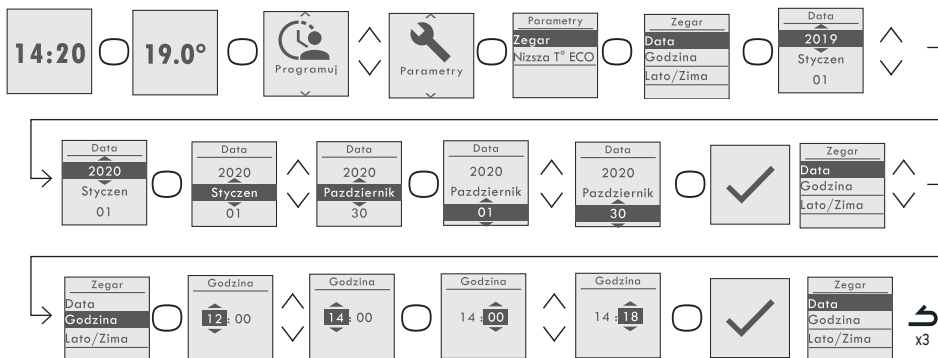 14:20
19.0°
Programuj
Parametry
Parametry
Zegar
Nizsza T° ECO
Zegar
Data
Godzina
Lato/Zima
Data
2019
Styczen
01
Data
2020
Styczen
01
Data
2020
Styczen
01
Data
2020
Pazdziernik
30
Data
2020
Pazdziernik
01
Data
2020
Pazdziernik
30
Zegar
Data
Godzina
Lato/Zima
Zegar
Data
Godzina
Lato/Zima
Godzina
12: 00
Godzina
14: 00
Godzina
14 : 00
Godzina
14 : 18
Zegar
Data
Godzina
Lato/Zima
x3